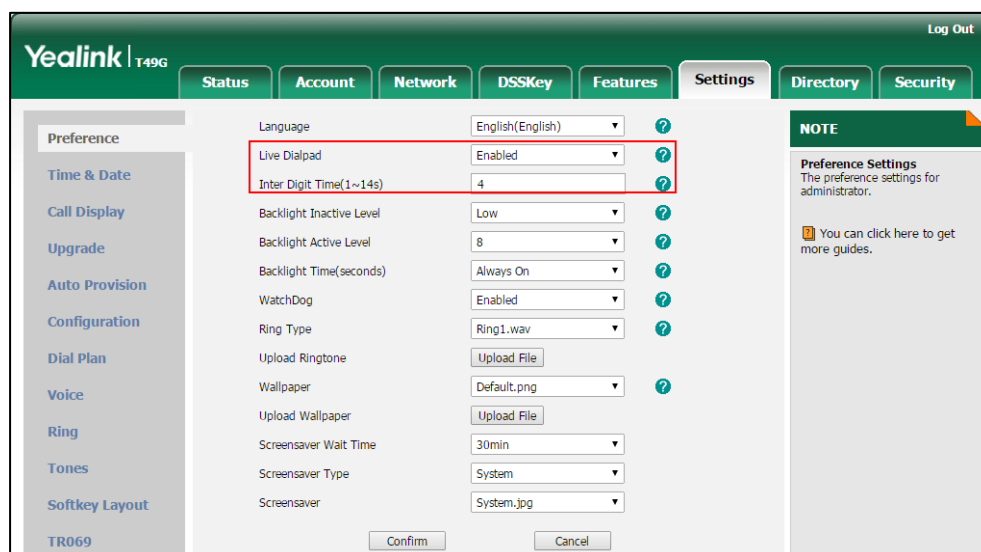 Log Out
Yealink T49G
Status Account Network DSSKey Features Settings Directory Security
Preference
Time & Date
Call Display
Upgrade
Auto Provision
Configuration
Dial Plan
Voice
Ring
Tones
Softkey Layout
TR069
Language English(English) ?
Live Dialpad Enabled ?
Inter Digit Time(1~14s) 4 ?
Backlight Inactive Level Low ?
Backlight Active Level 8 ?
Backlight Time(seconds) Always On ?
WatchDog Enabled ?
Ring Type Ring1.wav ?
Upload Ringtone Upload File
Wallpaper Default.png ?
Upload Wallpaper Upload File
Screensaver Wait Time 30min
Screensaver Type System
Screensaver System.jpg
Confirm Cancel
NOTE
Preference Settings
The preference settings for
administrator.
? You can click here to get
more guides.